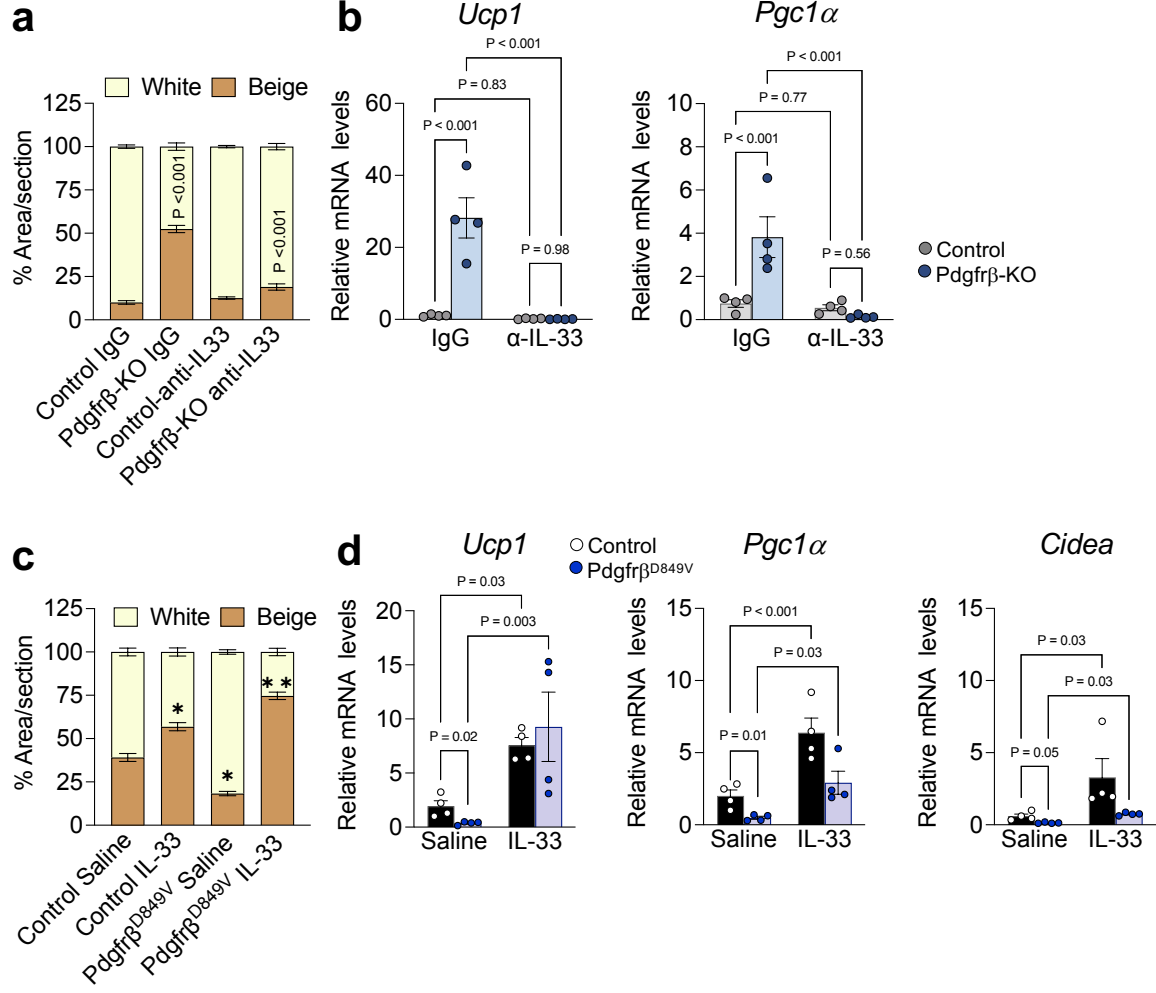 a
White
Beige
% Area/section
125
100
75
50
25
0
P <0.001
P <0.001
Control IgG
Pdgfrβ-KO IgG
Control-anti-IL33
Pdgfrβ-KO anti-IL33
b
Ucp1
Relative mRNA levels
60
40
20
0
P < 0.001
P = 0.83
P < 0.001
P = 0.98
IgG
α-IL-33
Pgc1α
Relative mRNA levels
10
8
6
4
2
0
P < 0.001
P = 0.77
P < 0.001
P = 0.56
IgG
α-IL-33
Control
Pdgfrβ-KO
c
White
Beige
% Area/section
125
100
75
50
25
0
*
*
**
Control Saline
Control IL-33
PdgfrβD849V Saline
PdgfrβD849V IL-33
d
Ucp1
Control
PdgfrβD849V
Relative mRNA levels
20
15
10
5
0
P = 0.03
P = 0.003
P = 0.02
Saline
IL-33
Pgc1α
Relative mRNA levels
15
10
5
0
P < 0.001
P = 0.03
P = 0.01
Saline
IL-33
Cidea
Relative mRNA levels
15
10
5
0
P = 0.03
P = 0.03
P = 0.05
Saline
IL-33